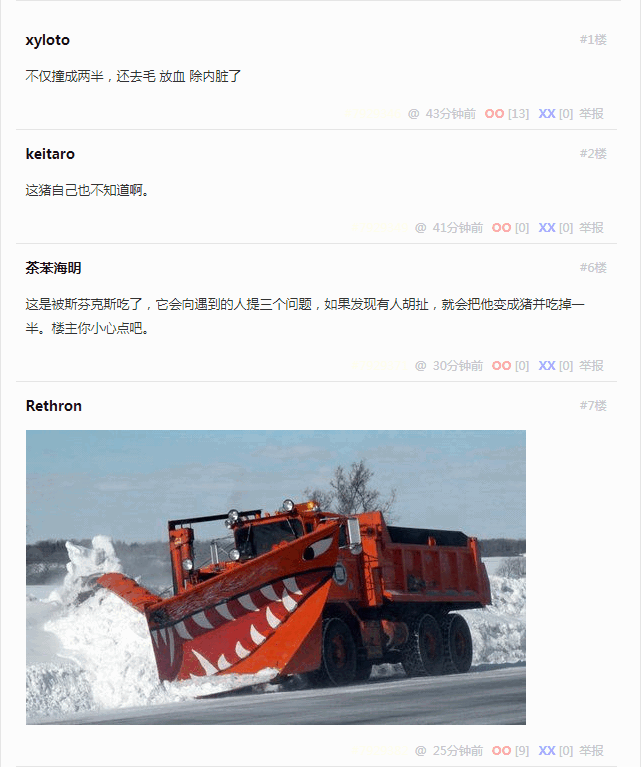 xyloto #1楼
不仅撞成两半，还去毛 放血 除内脏了
@ 43分钟前 OO [13] XX [0] 举报
keitaro #2楼
这猪自己也不知道啊。
@ 41分钟前 OO [0] XX [0] 举报
茶苯海明 #6楼
这是被斯芬克斯吃了，它会向遇到的人提三个问题，如果发现有人胡扯，就会把他变成猪并吃掉一
半。楼主你小心点吧。
@ 30分钟前 OO [0] XX [0] 举报
Rethron #7楼
@ 25分钟前 OO [9] XX [0] 举报